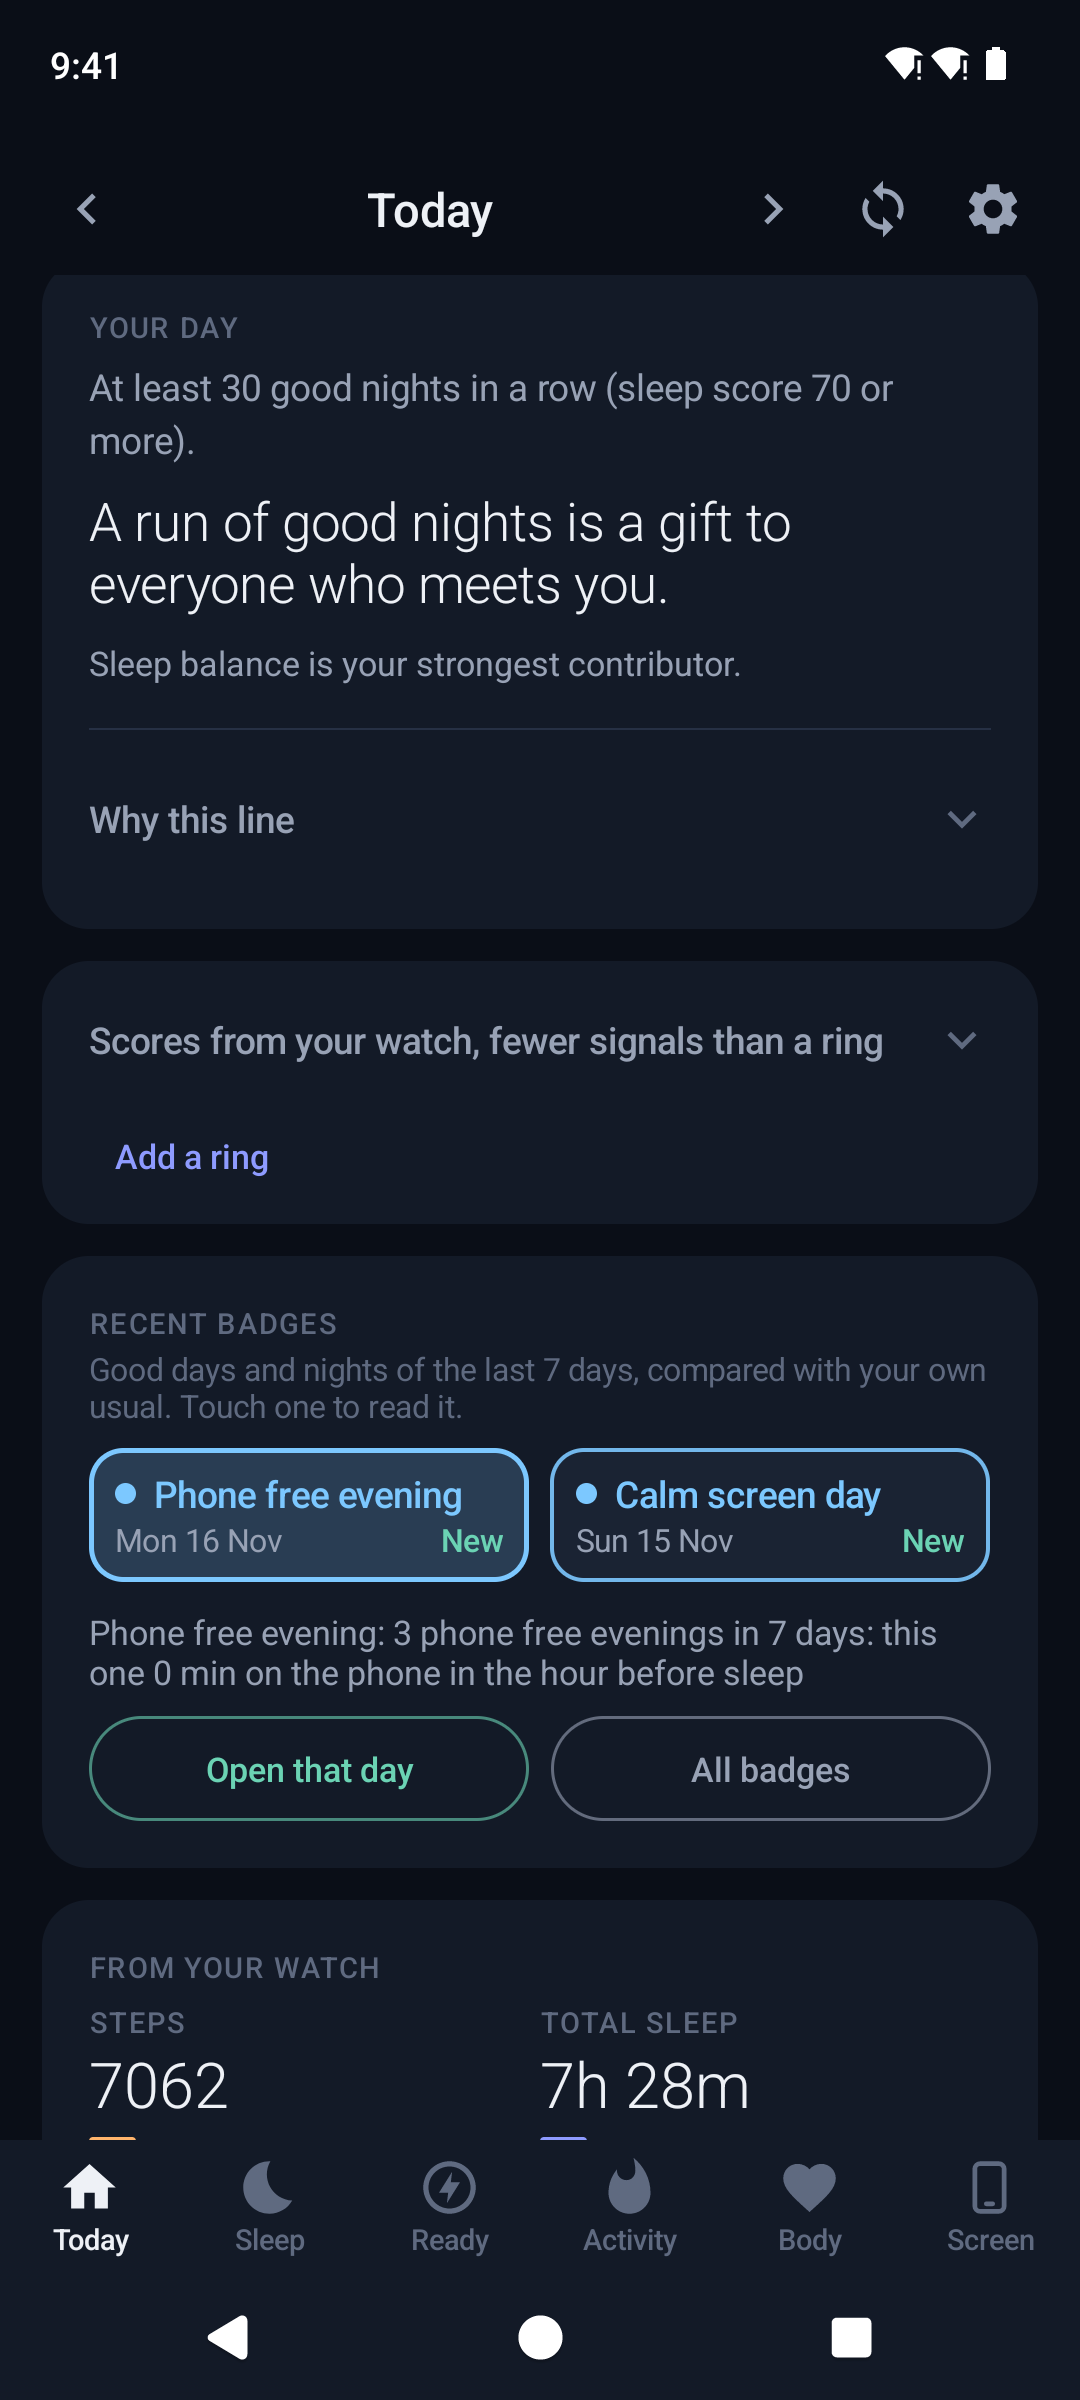 9:41
Today
YOUR DAY
At least 30 good nights in a row (sleep score 70 or
more).
A run of good nights is a gift to
everyone who meets you.
Sleep balance is your strongest contributor.
Why this line
Scores from your watch, fewer signals than a ring
Add a ring
RECENT BADGES
Good days and nights of the last 7 days, compared with your own
usual. Touch one to read it.
Phone free evening
Mon 16 Nov New
Calm screen day
Sun 15 Nov New
Phone free evening: 3 phone free evenings in 7 days: this
one 0 min on the phone in the hour before sleep
Open that day
All badges
FROM YOUR WATCH
STEPS
7062
TOTAL SLEEP
7h 28m
Today
Sleep
Ready
Activity
Body
Screen